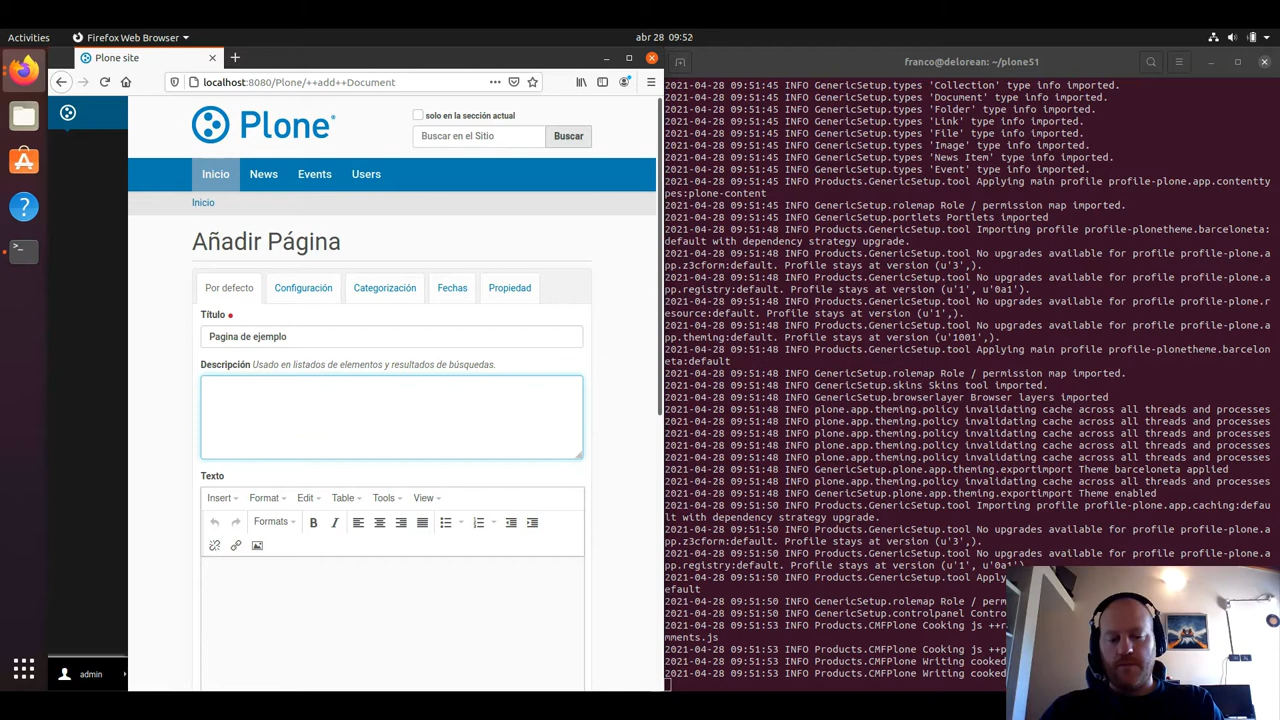 Activities
Firefox Web Browser
abr 28 09:52
Plone site
localhost:8080/Plone/++add++Document
Plone
solo en la sección actual
Buscar en el Sitio
Buscar
Inicio
News
Events
Users
Inicio
Añadir Página
Por defecto
Configuración
Categorización
Fechas
Propiedad
Título
Pagina de ejemplo
Descripción Usado en listados de elementos y resultados de búsquedas.
Texto
Insert
Format
Edit
Table
Tools
View
Formats
B I
admin
franco@delorean: ~/plone51
2021-04-28 09:51:45 INFO GenericSetup.types 'Collection' type info imported.
2021-04-28 09:51:45 INFO GenericSetup.types 'Document' type info imported.
2021-04-28 09:51:45 INFO GenericSetup.types 'Folder' type info imported.
2021-04-28 09:51:45 INFO GenericSetup.types 'Link' type info imported.
2021-04-28 09:51:45 INFO GenericSetup.types 'File' type info imported.
2021-04-28 09:51:45 INFO GenericSetup.types 'Image' type info imported.
2021-04-28 09:51:45 INFO GenericSetup.types 'News Item' type info imported.
2021-04-28 09:51:45 INFO GenericSetup.types 'Event' type info imported.
2021-04-28 09:51:45 INFO Products.GenericSetup.tool Applying main profile profile-plone.app.contentty
pes:plone-content
2021-04-28 09:51:45 INFO GenericSetup.rolemap Role / permission map imported.
2021-04-28 09:51:45 INFO GenericSetup.portlets Portlets imported
2021-04-28 09:51:48 INFO Products.GenericSetup.tool Importing profile profile-plonetheme.barceloneta:
default with dependency strategy upgrade.
2021-04-28 09:51:48 INFO Products.GenericSetup.tool No upgrades available for profile profile-plone.a
pp.z3cform:default. Profile stays at version (u'3',).
2021-04-28 09:51:48 INFO Products.GenericSetup.tool No upgrades available for profile profile-plone.a
pp.registry:default. Profile stays at version (u'1', u'0a1').
2021-04-28 09:51:48 INFO Products.GenericSetup.tool No upgrades available for profile profile-plone.r
esource:default. Profile stays at version (u'1',).
2021-04-28 09:51:48 INFO Products.GenericSetup.tool No upgrades available for profile profile-plone.a
pp.theming:default. Profile stays at version (u'1001',).
2021-04-28 09:51:48 INFO Products.GenericSetup.tool Applying main profile profile-plonetheme.barcelon
eta:default
2021-04-28 09:51:48 INFO GenericSetup.rolemap Role / permission map imported.
2021-04-28 09:51:48 INFO GenericSetup.skins Skins tool imported.
2021-04-28 09:51:48 INFO GenericSetup.browserlayer Browser layers imported
2021-04-28 09:51:48 INFO plone.app.theming.policy invalidating cache across all threads and processes
2021-04-28 09:51:48 INFO plone.app.theming.policy invalidating cache across all threads and processes
2021-04-28 09:51:48 INFO plone.app.theming.policy invalidating cache across all threads and processes
2021-04-28 09:51:48 INFO plone.app.theming.policy invalidating cache across all threads and processes
2021-04-28 09:51:48 INFO plone.app.theming.policy invalidating cache across all threads and processes
2021-04-28 09:51:48 INFO GenericSetup.plone.app.theming.exportimport Theme barceloneta applied
2021-04-28 09:51:48 INFO GenericSetup.plone.app.theming.exportimport Theme enabled
2021-04-28 09:51:50 INFO Products.GenericSetup.tool Importing profile profile-plone.app.caching:defau
lt with dependency strategy upgrade.
2021-04-28 09:51:50 INFO Products.GenericSetup.tool No upgrades available for profile profile-plone.a
pp.z3cform:default. Profile stays at version (u'3',).
2021-04-28 09:51:50 INFO Products.GenericSetup.tool No upgrades available for profile profile-plone.a
pp.registry:default. Profile stays at version (u'1', u'0a1').
2021-04-28 09:51:50 INFO Products.GenericSetup.tool Apply
efault
2021-04-28 09:51:50 INFO GenericSetup.rolemap Role / perm
2021-04-28 09:51:50 INFO GenericSetup.controlpanel Contro
2021-04-28 09:51:53 INFO Products.CMFPlone Cooking js ++r
mments.js
2021-04-28 09:51:53 INFO Products.CMFPlone Cooking js ++p
2021-04-28 09:51:53 INFO Products.CMFPlone Writing cooked
2021-04-28 09:51:53 INFO Products.CMFPlone Writing cooked